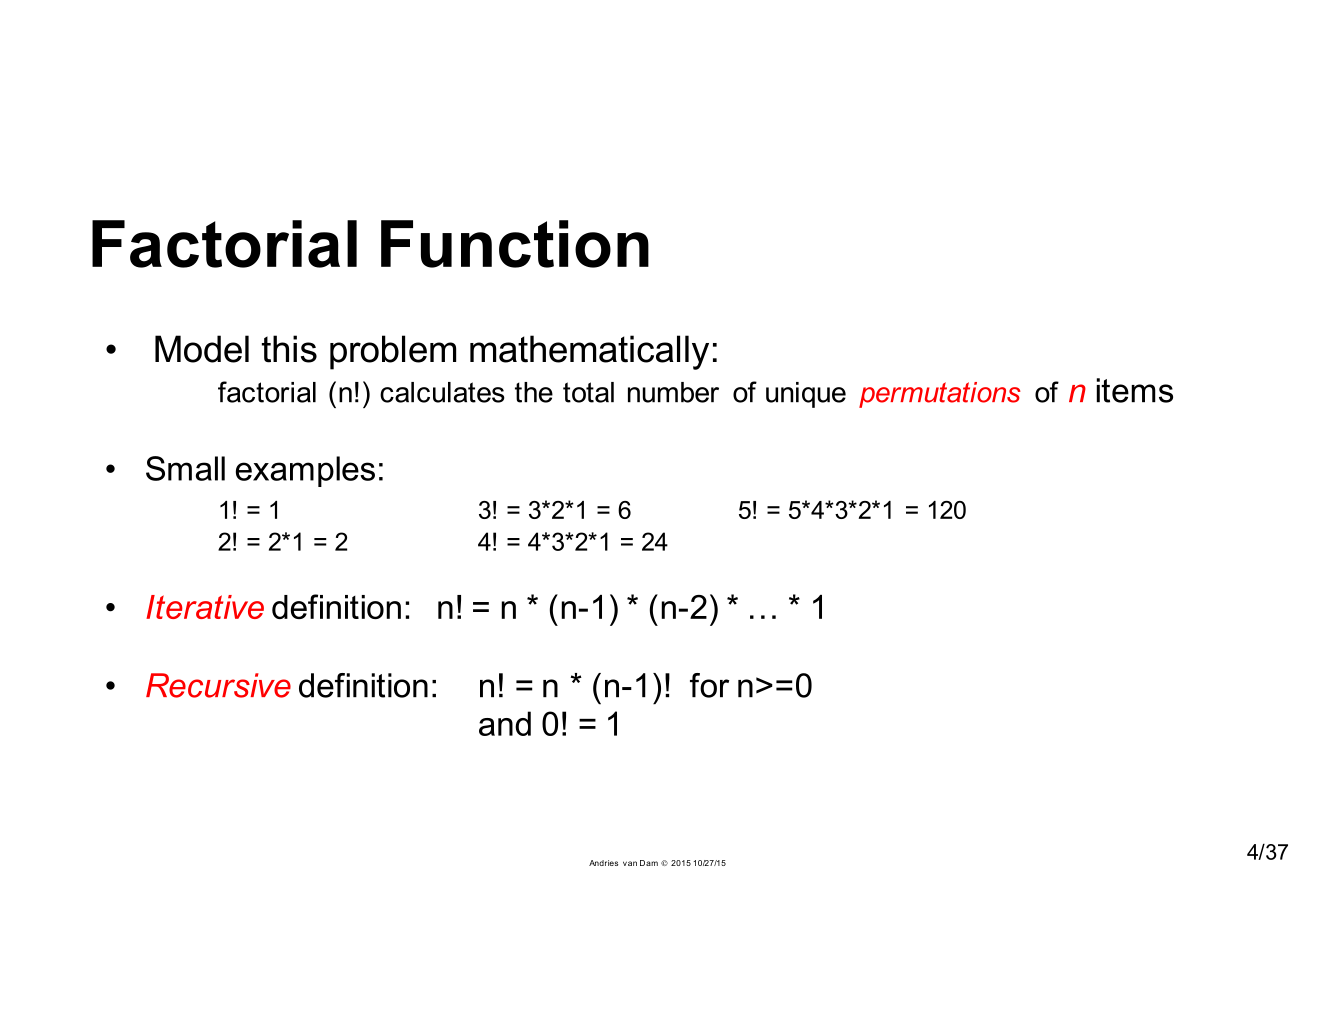 Factorial Function
• Model this problem mathematically:
factorial (n!) calculates the total number of unique permutations of n items
• Small examples:
1! = 1 3! = 3*2*1 = 6 5! = 5*4*3*2*1 = 120
2! = 2*1 = 2 4! = 4*3*2*1 = 24
• Iterative definition: n! = n * (n-1) * (n-2) * … * 1
• Recursive definition: n! = n * (n-1)! for n>=0
and 0! = 1
4/37
Andries van Dam © 2015 10/27/15